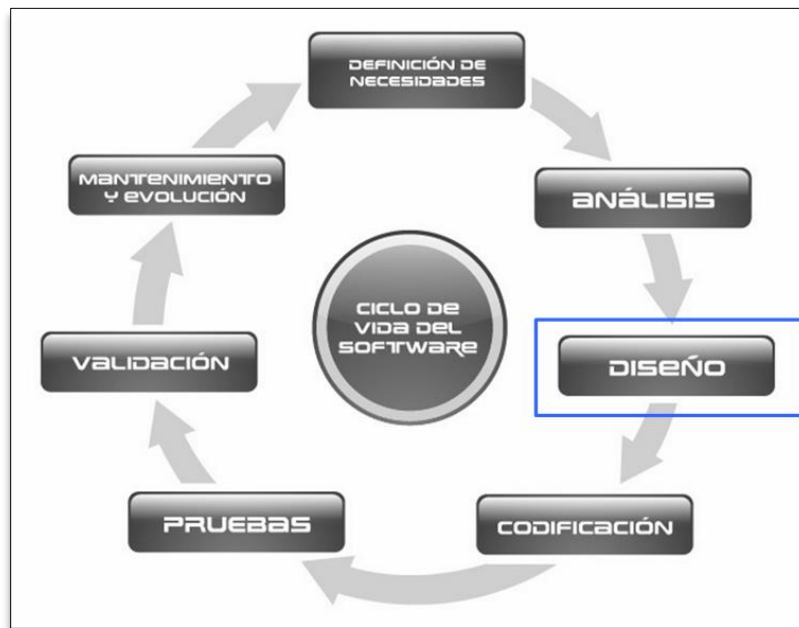 DEFINICIÓN DE
NECESIDADES
ANÁLISIS
DISEÑO
CODIFICACIÓN
PRUEBAS
VALIDACIÓN
MANTENIMIENTO
Y EVOLUCIÓN
CICLO DE
VIDA DEL
SOFTWARE